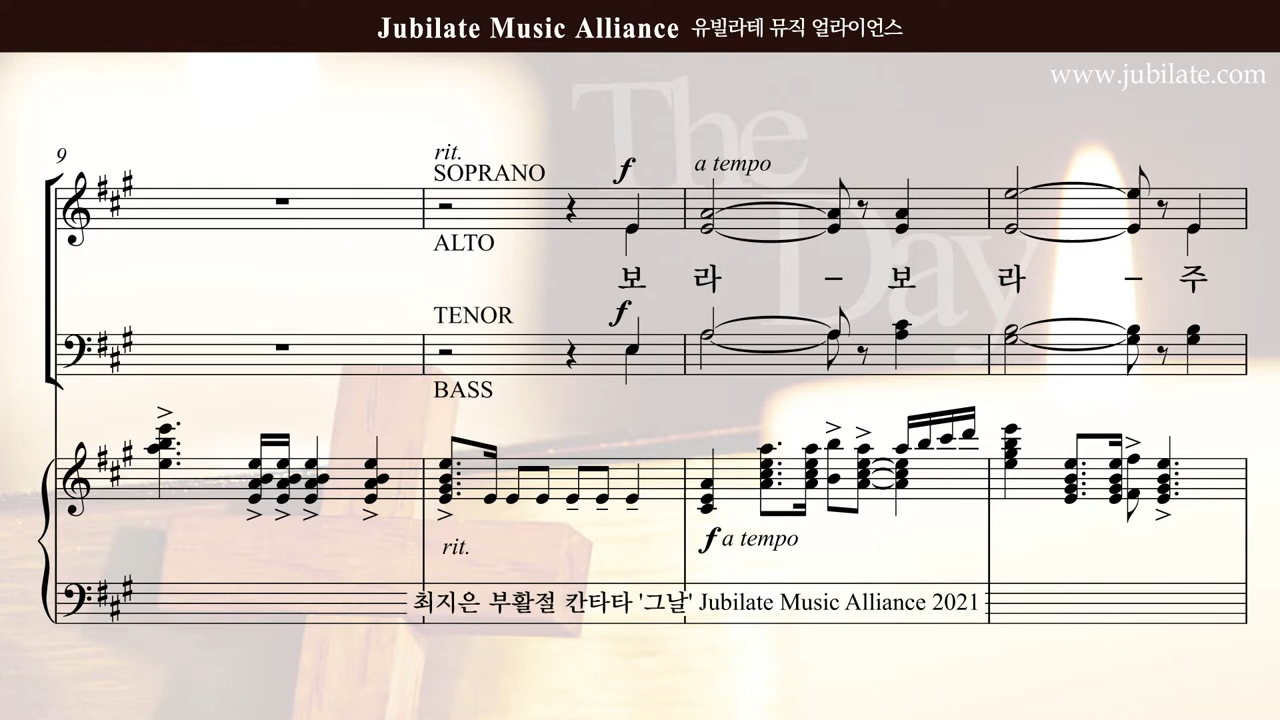 Jubilate Music Alliance 유빌라테 뮤직 얼라이언스
www.jubilate.com
The
Day
9
rit.
SOPRANO
f
a tempo
ALTO
보 라 – 보 라 – 주
TENOR
f
BASS
rit.
f a tempo
최지은 부활절 칸타타 '그날' Jubilate Music Alliance 2021